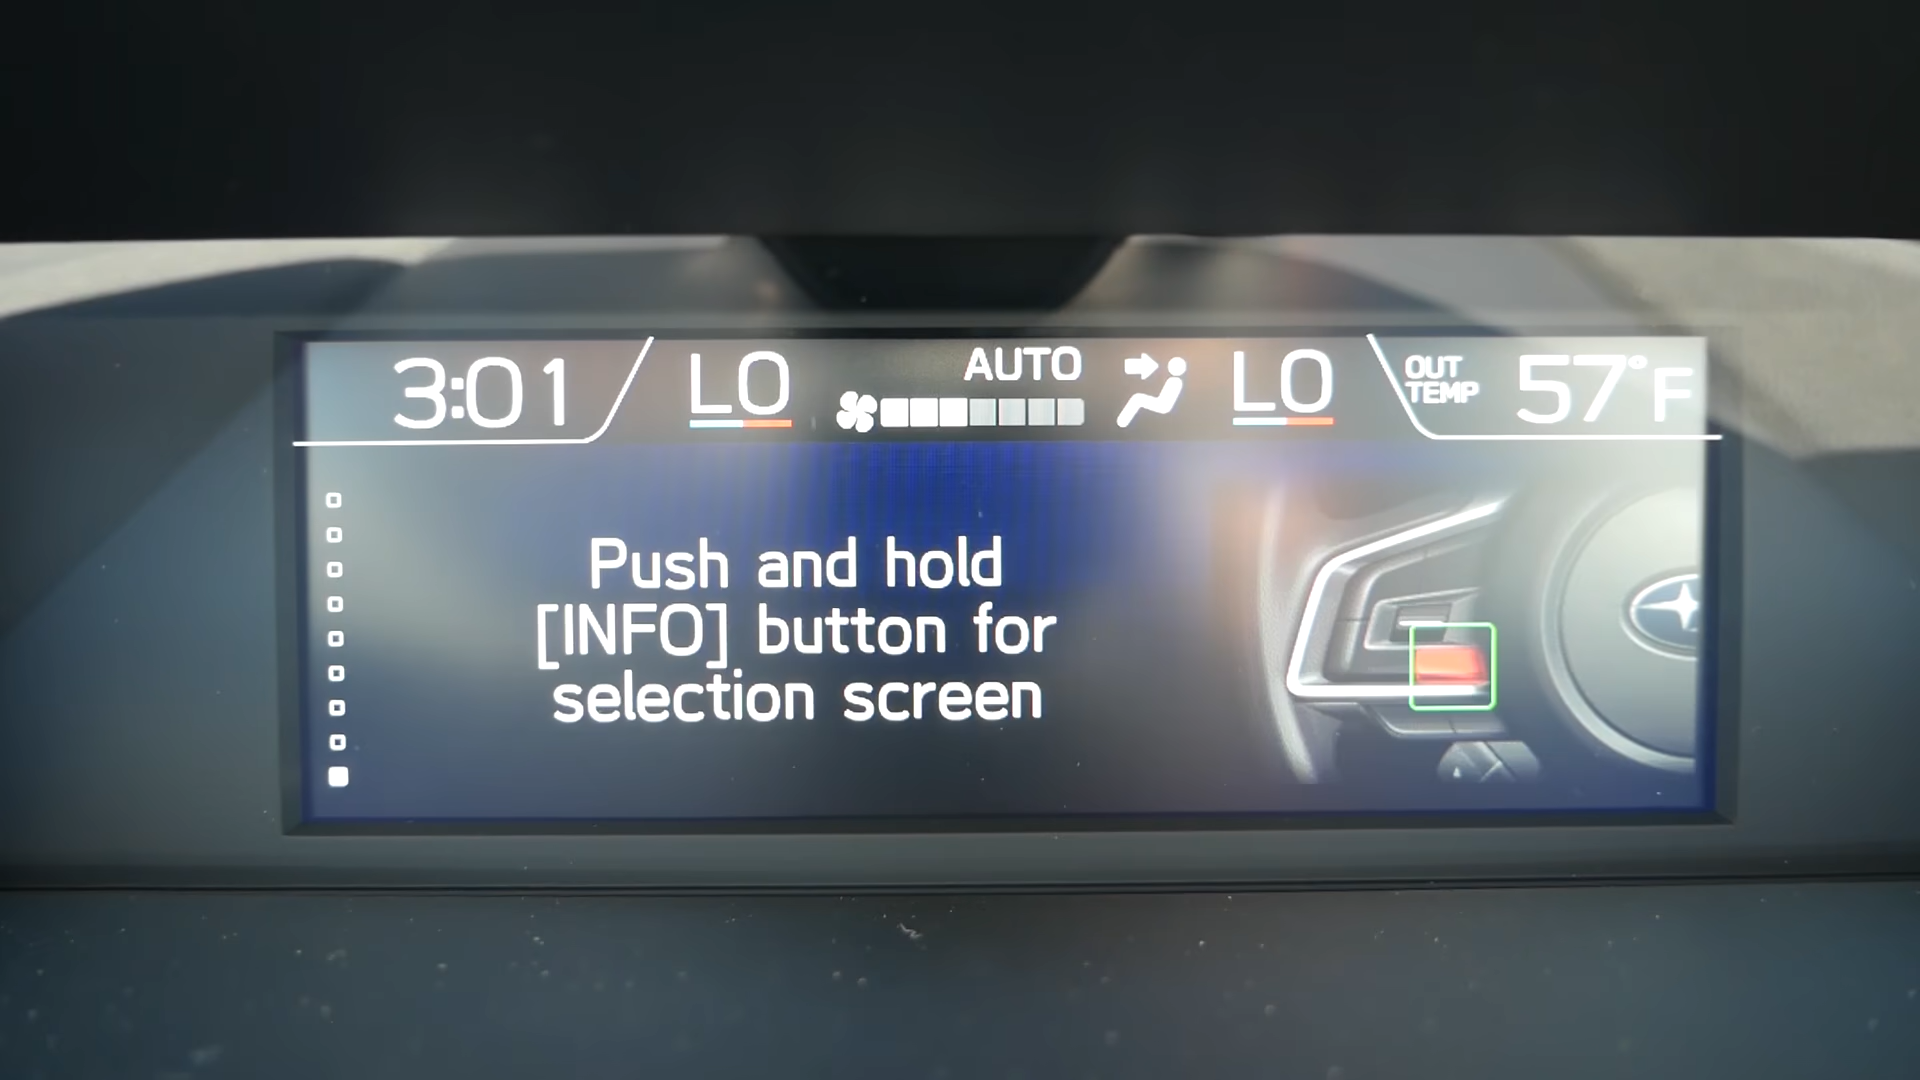 3:01
LO
AUTO
LO
OUT
TEMP
57°F
Push and hold
[INFO] button for
selection screen